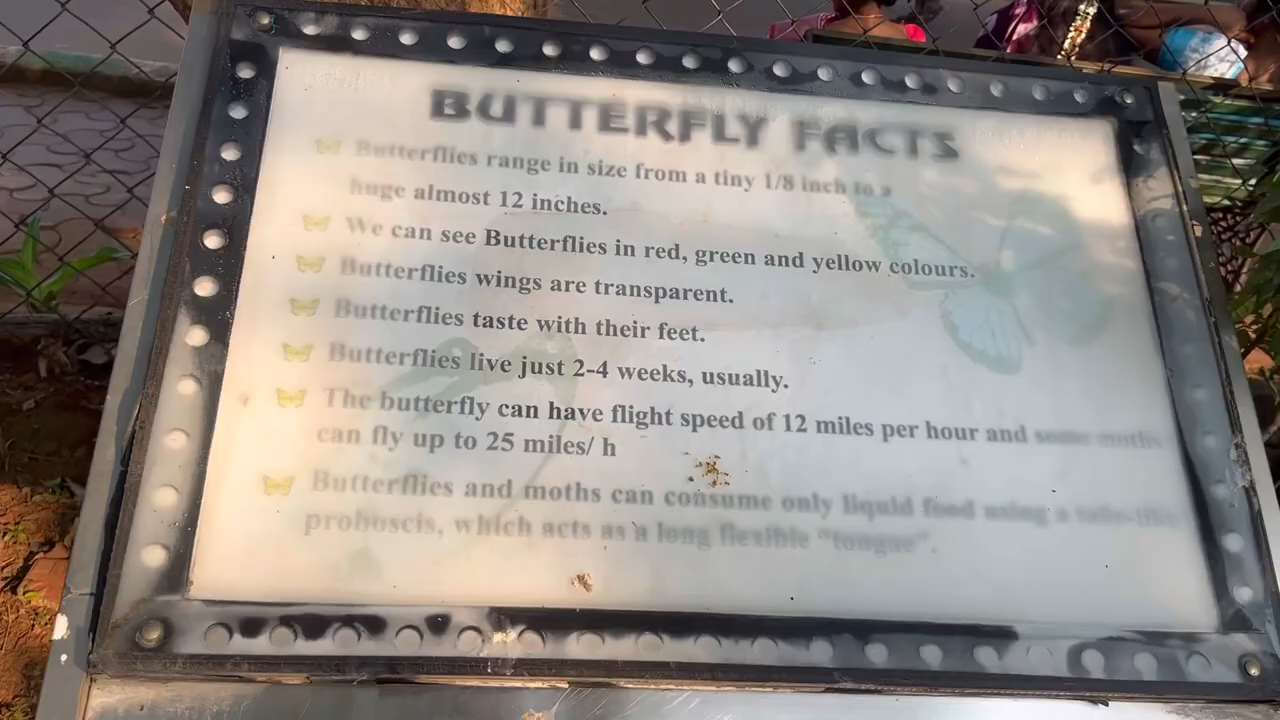 BUTTERFLY FACTS
Butterflies range in size from a tiny 1/8 inch to a
huge almost 12 inches.
We can see Butterflies in red, green and yellow colours.
Butterflies wings are transparent.
Butterflies taste with their feet.
Butterflies live just 2-4 weeks, usually.
The butterfly can have flight speed of 12 miles per hour and some moths
can fly up to 25 miles/ h
Butterflies and moths can consume only liquid food using a tube-like
proboscis, which acts as a long flexible "tongue".